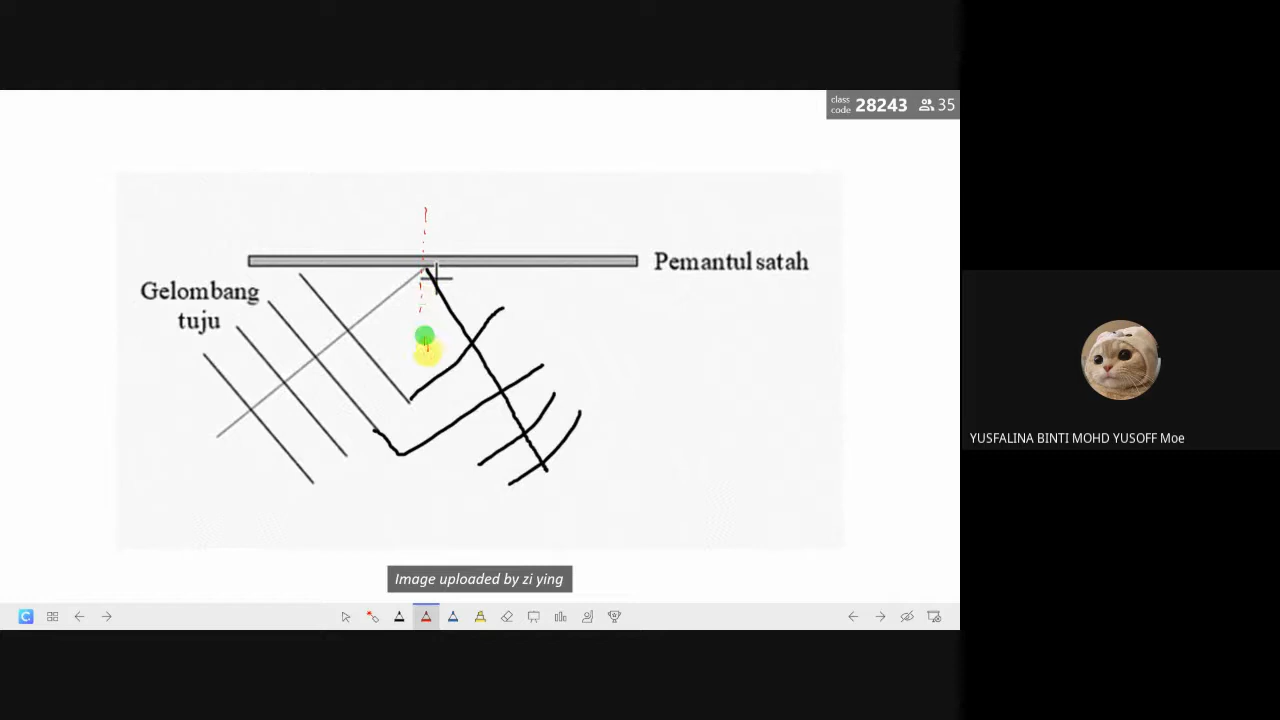 class
code 28243 35
Pemantul satah
Gelombang
tuju
Image uploaded by zi ying
YUSFALINA BINTI MOHD YUSOFF Moe